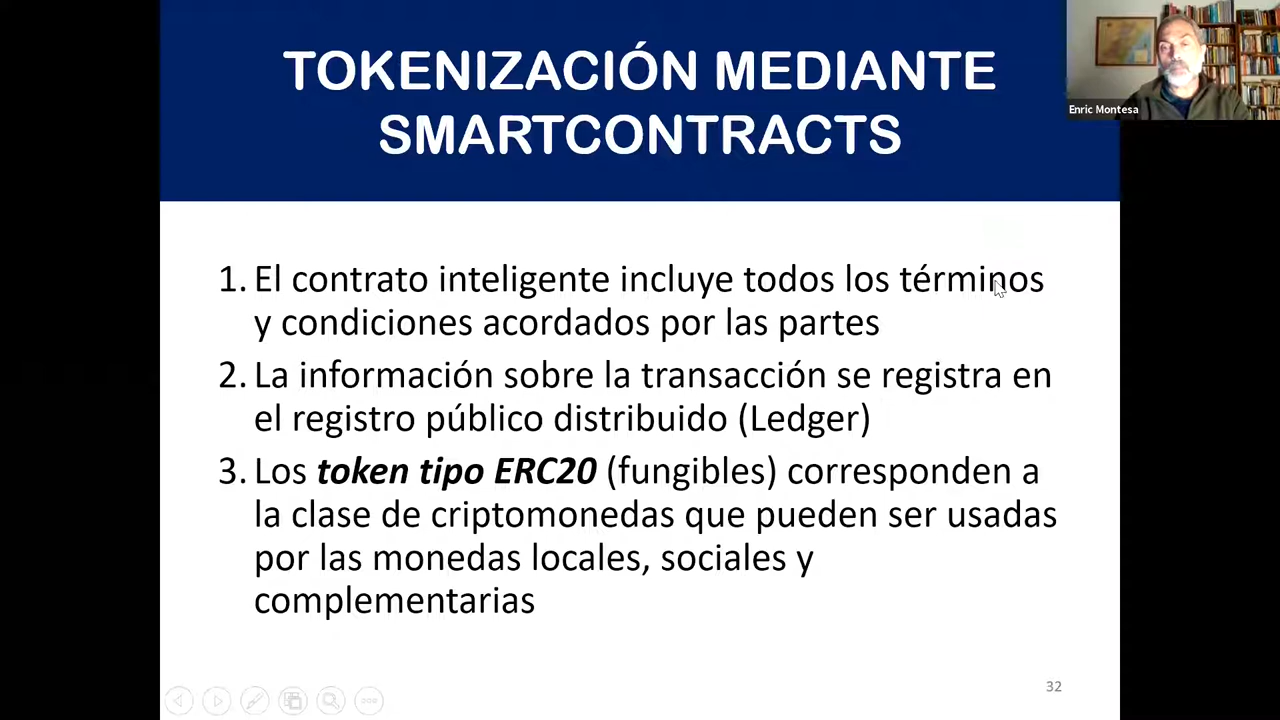 TOKENIZACIÓN MEDIANTE
SMARTCONTRACTS
Enric Montesa
1. El contrato inteligente incluye todos los términos
y condiciones acordados por las partes
2. La información sobre la transacción se registra en
el registro público distribuido (Ledger)
3. Los token tipo ERC20 (fungibles) corresponden a
la clase de criptomonedas que pueden ser usadas
por las monedas locales, sociales y
complementarias
32